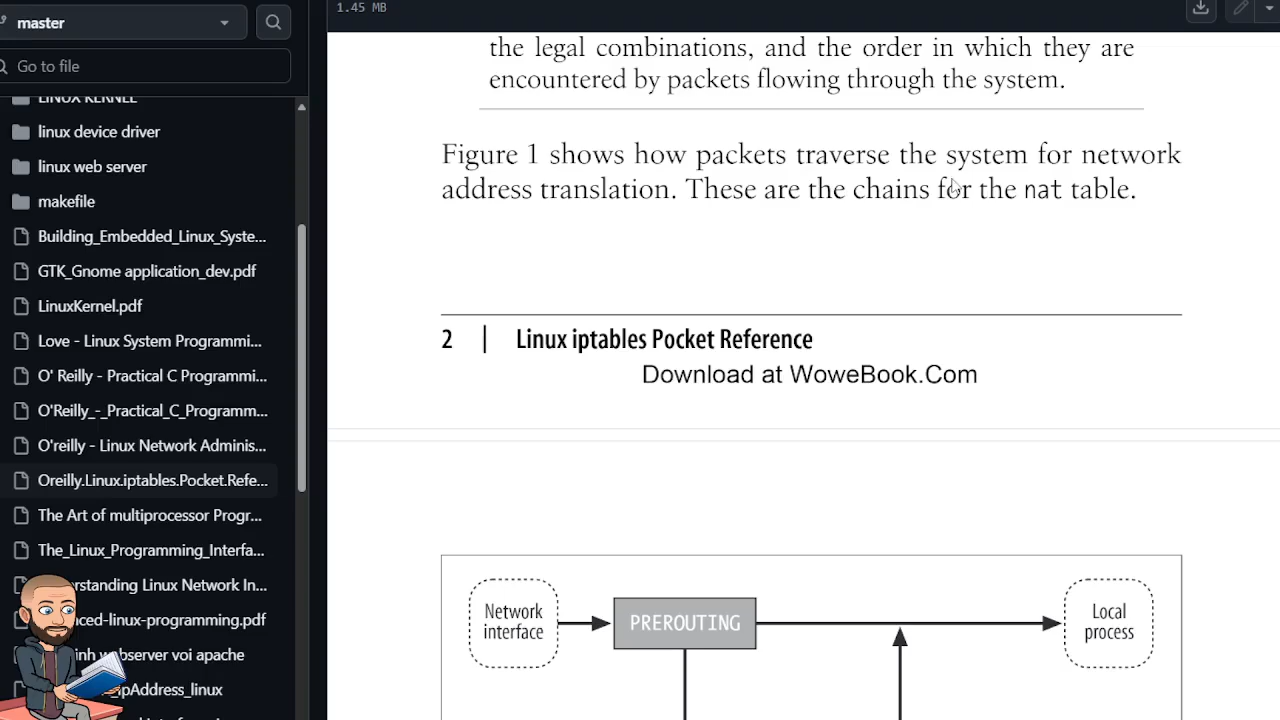 master
1.45 MB
Go to file
LINUX KERNEL
linux device driver
linux web server
makefile
Building_Embedded_Linux_Syste...
GTK_Gnome application_dev.pdf
LinuxKernel.pdf
Love - Linux System Programmi...
O' Reilly - Practical C Programmi...
O'Reilly_-_Practical_C_Programm...
O'reilly - Linux Network Adminis...
Oreilly.Linux.iptables.Pocket.Refe...
The Art of multiprocessor Progr...
The_Linux_Programming_Interfa...
erstanding Linux Network In...
ced-linux-programming.pdf
inh webserver voi apache
pAddress_linux
the legal combinations, and the order in which they are
encountered by packets flowing through the system.
Figure 1 shows how packets traverse the system for network
address translation. These are the chains for the nat table.
2 | Linux iptables Pocket Reference
Download at WoweBook.Com
Network
interface
PREROUTING
Local
process